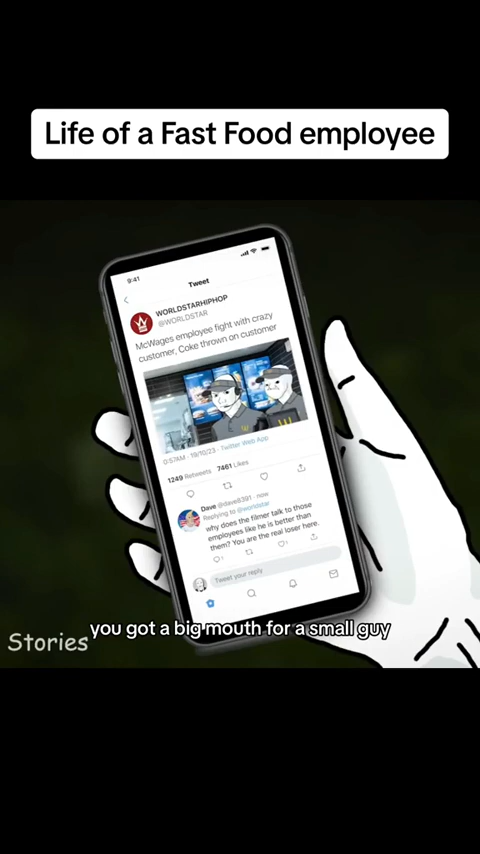 Life of a Fast Food employee
9:41
Tweet
WORLDSTARHIPHOP
@WORLDSTAR
McWages employee fight with crazy
customer, Coke thrown on customer
0:57AM · 19/10/23 · Twitter Web App
1249 Retweets 7461 Likes
Dave @dave8391 · now
Replying to @worldstar
why does the filmer talk to those
employees like he is better than
them? You are the real loser here.
Tweet your reply
you got a big mouth for a small guy
Stories